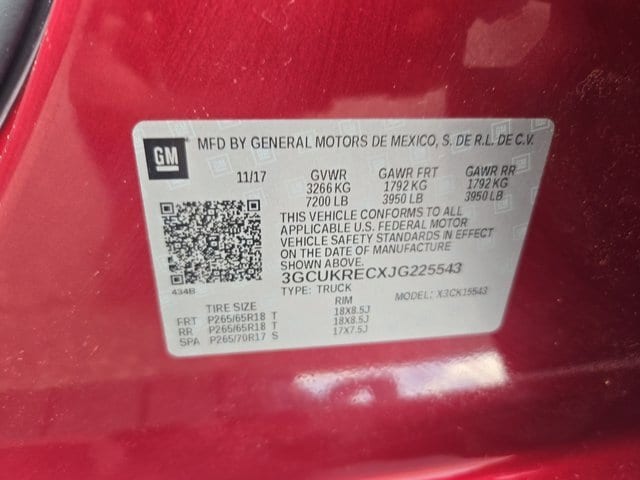 GM
MFD BY GENERAL MOTORS DE MEXICO, S. DE R.L. DE C.V.
11/17 GVWR GAWR FRT GAWR RR
3266 KG 1792 KG 1792 KG
7200 LB 3950 LB 3950 LB
THIS VEHICLE CONFORMS TO ALL
APPLICABLE U.S. FEDERAL MOTOR
VEHICLE SAFETY STANDARDS IN EFFECT
ON THE DATE OF MANUFACTURE
SHOWN ABOVE.
3GCUKRECXJG225543
434B
TYPE: TRUCK MODEL: X3CK15543
TIRE SIZE RIM
FRT P265/65R18 T 18X8.5J
RR P265/65R18 T 18X8.5J
SPA P265/70R17 S 17X7.5J